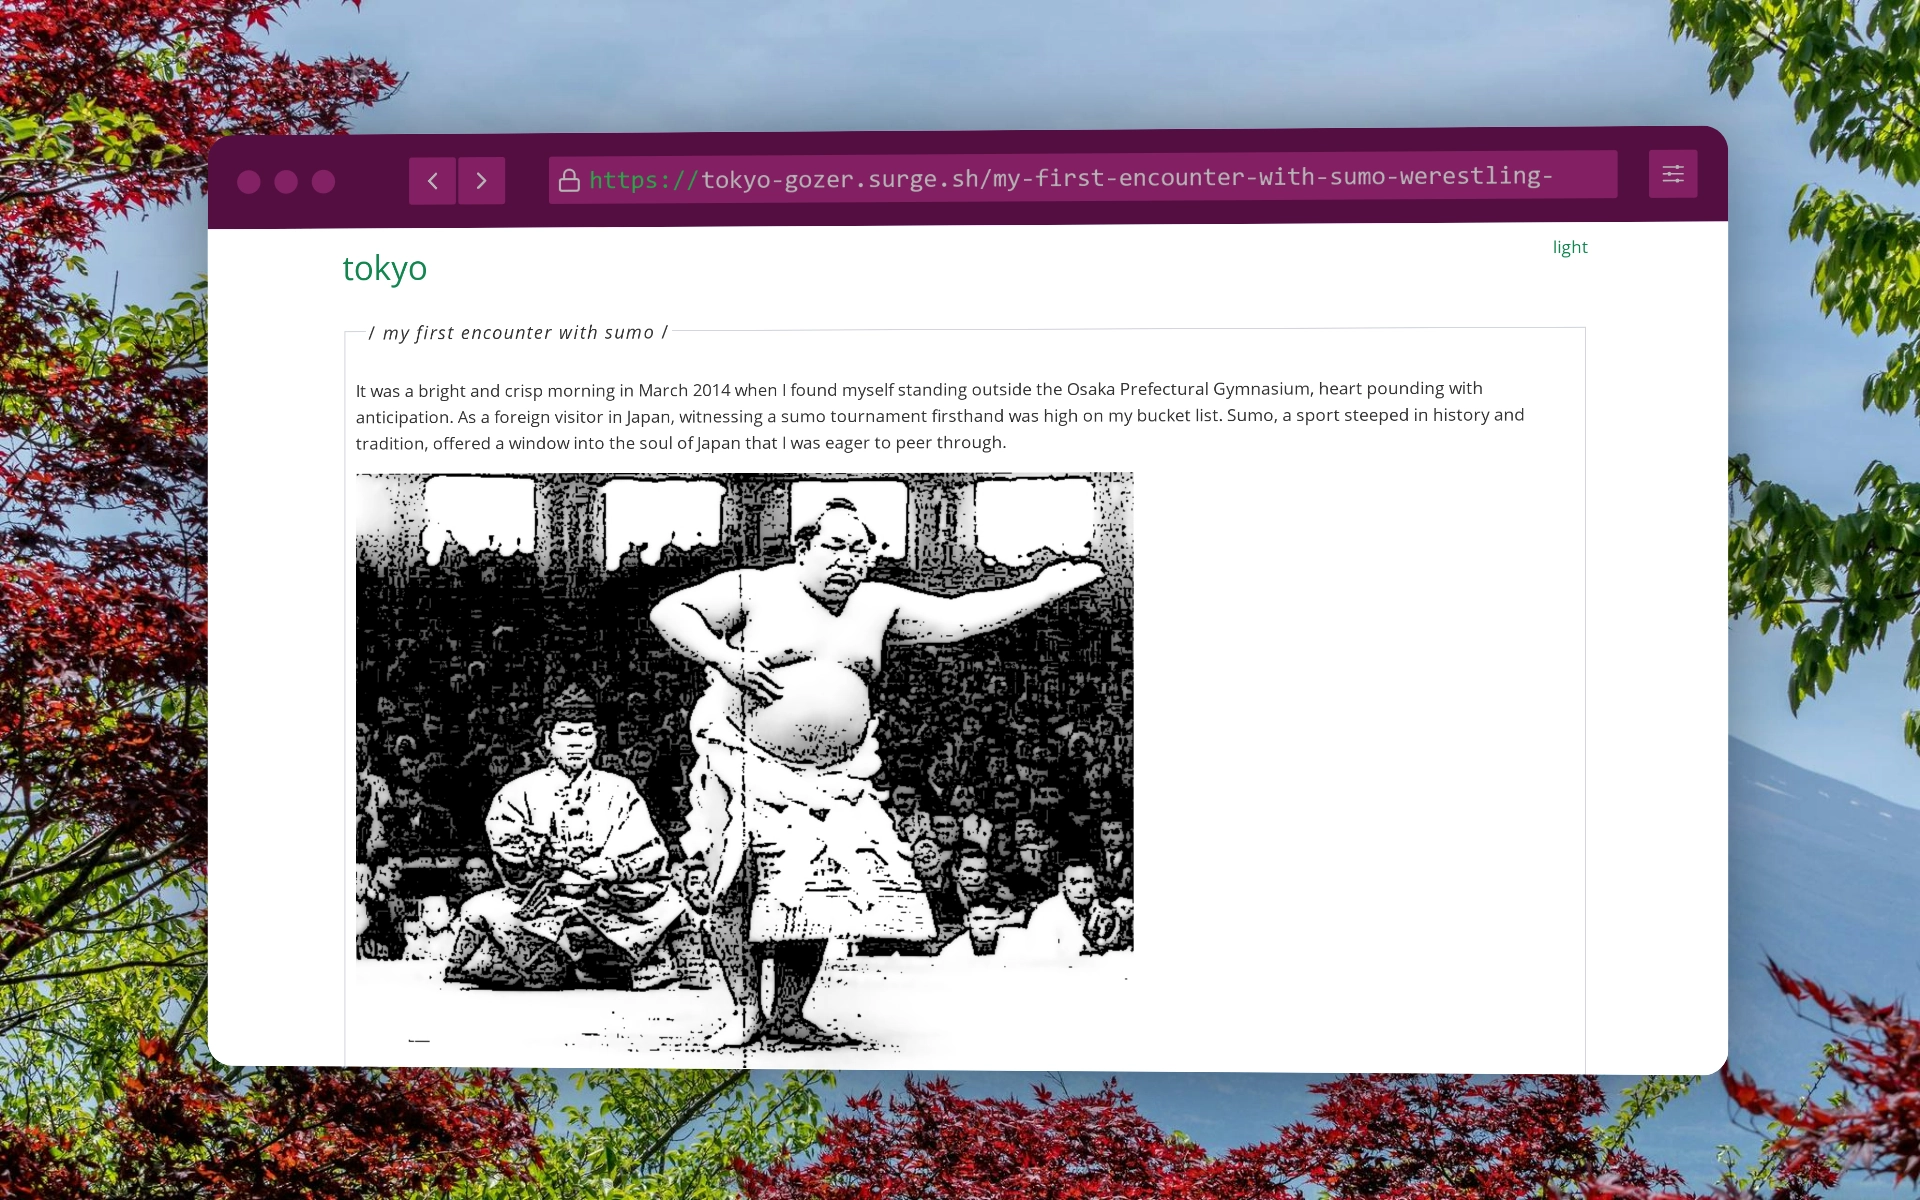 https://tokyo-gozer.surge.sh/my-first-encounter-with-sumo-werestling-
light
tokyo
/ my first encounter with sumo /
It was a bright and crisp morning in March 2014 when I found myself standing outside the Osaka Prefectural Gymnasium, heart pounding with
anticipation. As a foreign visitor in Japan, witnessing a sumo tournament firsthand was high on my bucket list. Sumo, a sport steeped in history and
tradition, offered a window into the soul of Japan that I was eager to peer through.